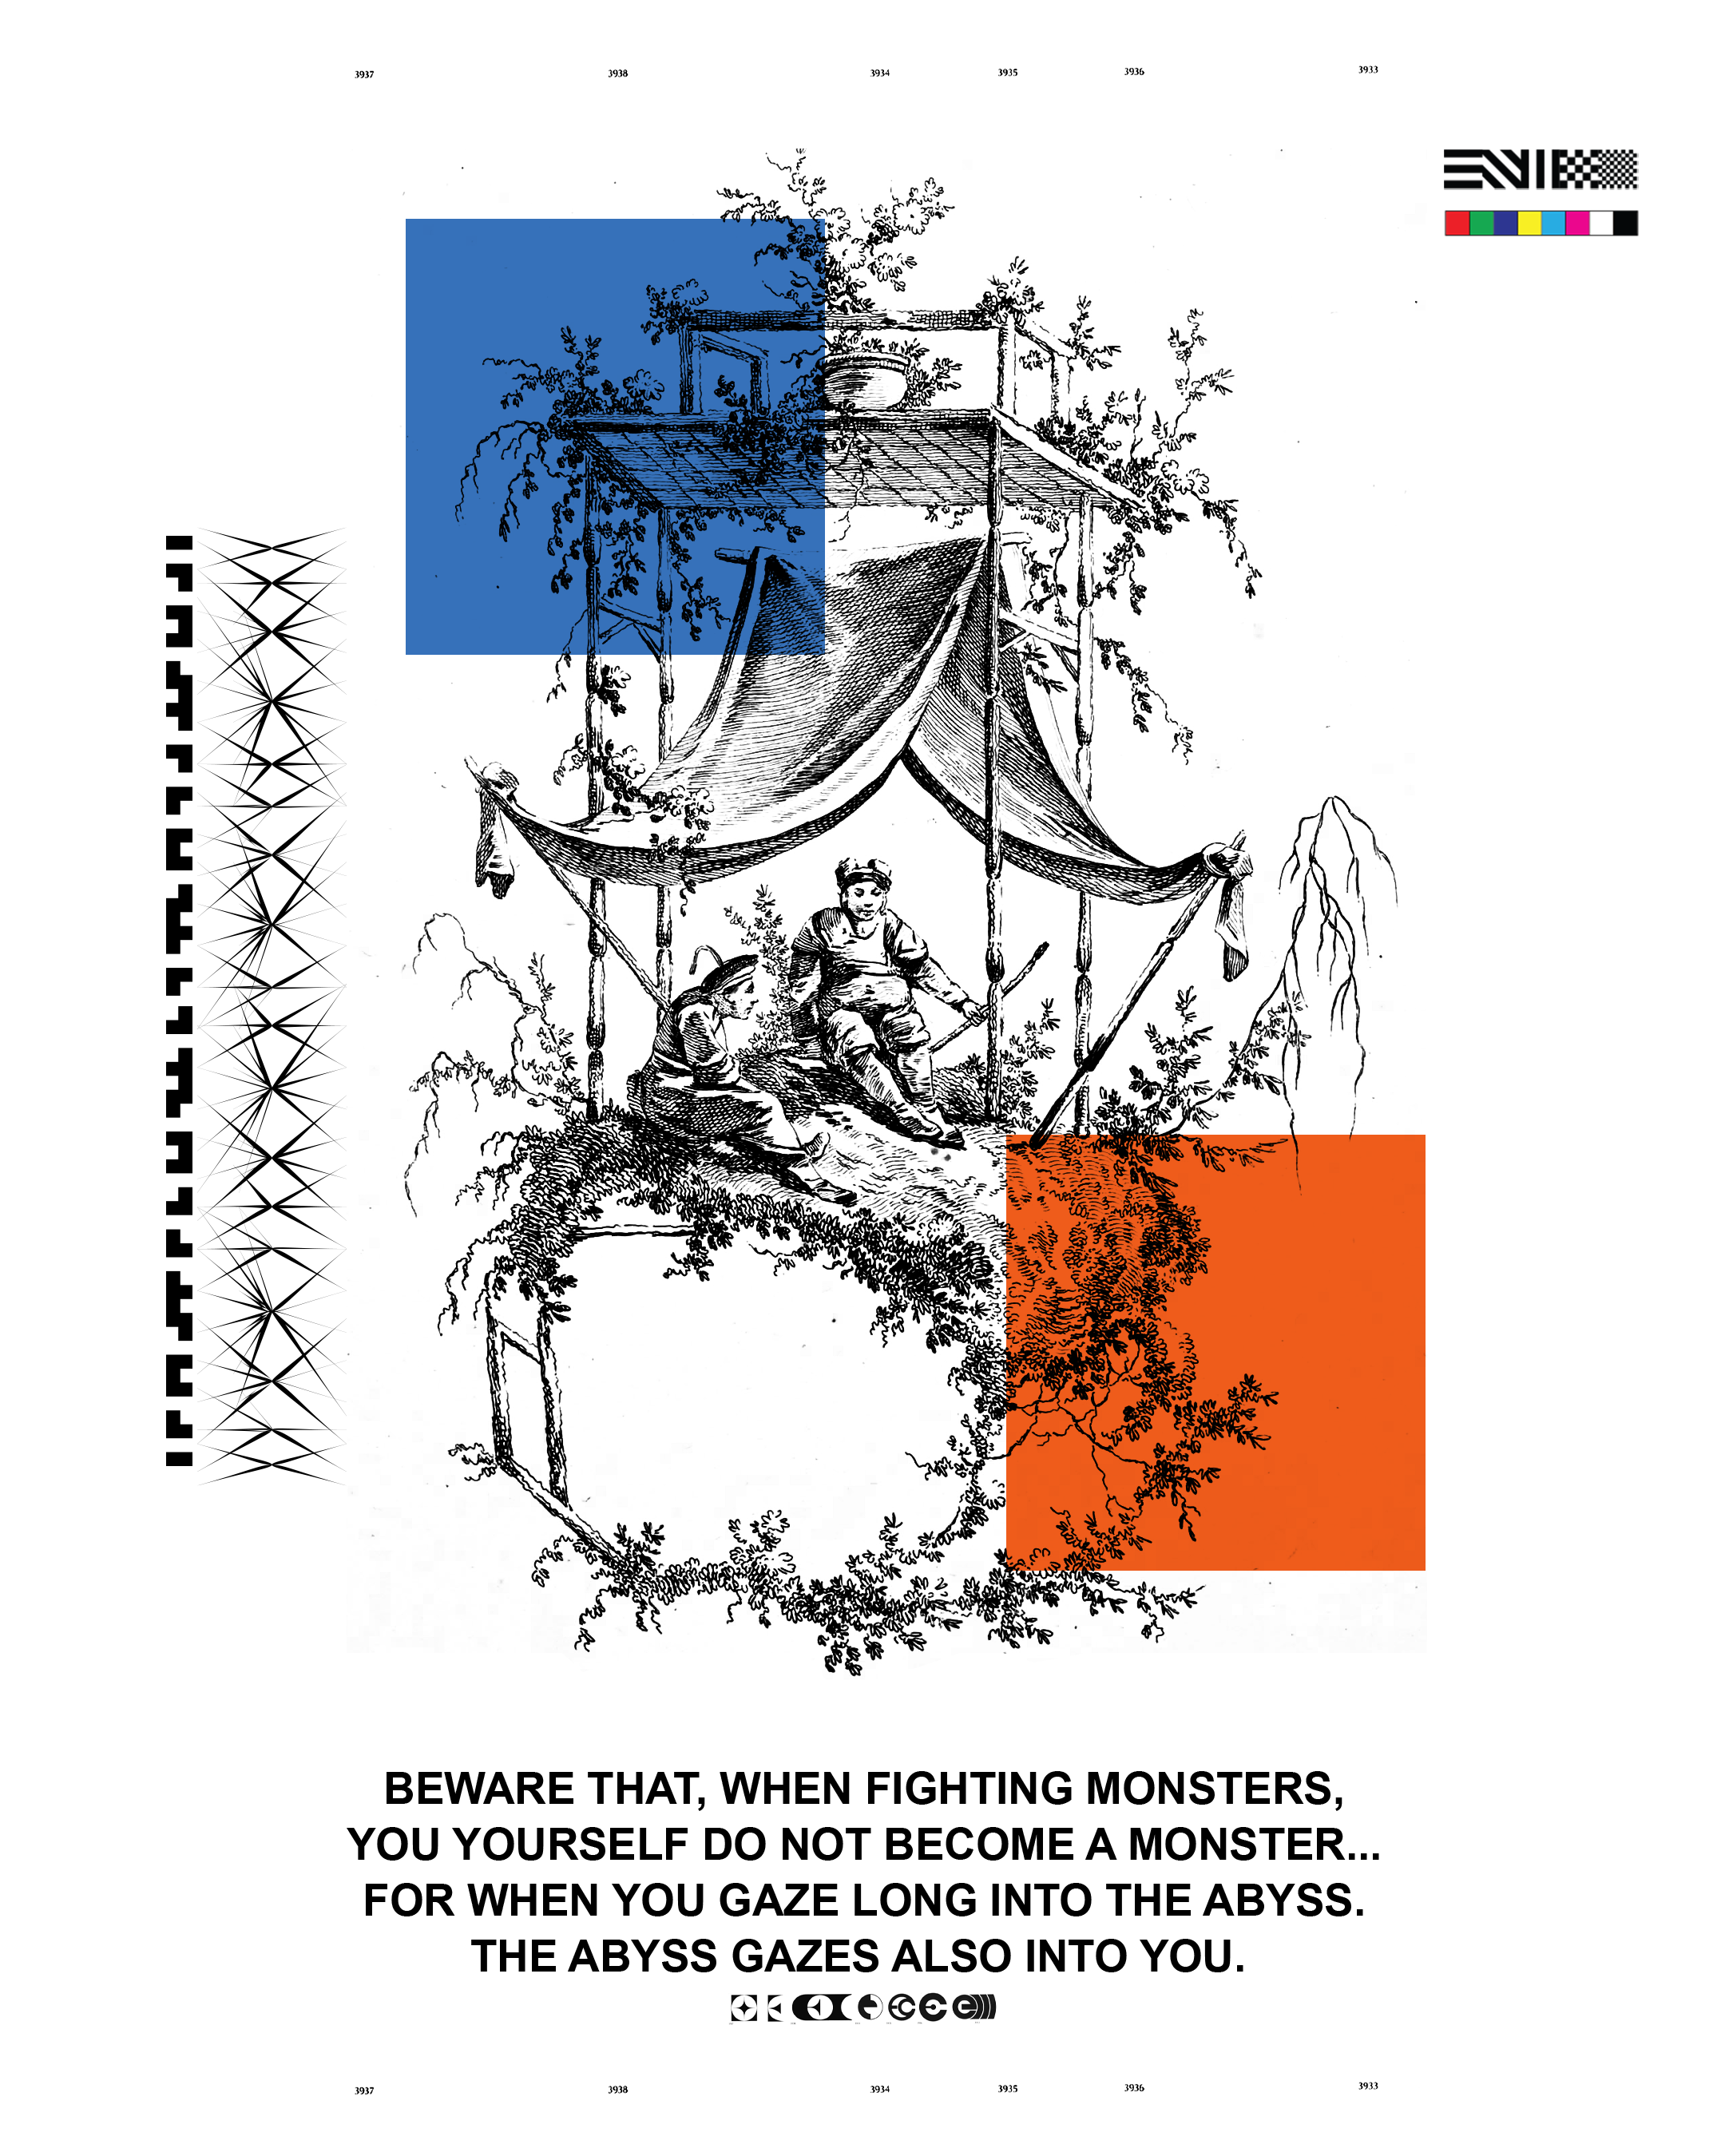 3937 3938 3934 3935 3936 3933
BEWARE THAT, WHEN FIGHTING MONSTERS,
YOU YOURSELF DO NOT BECOME A MONSTER...
FOR WHEN YOU GAZE LONG INTO THE ABYSS.
THE ABYSS GAZES ALSO INTO YOU.
3937 3938 3934 3935 3936 3933